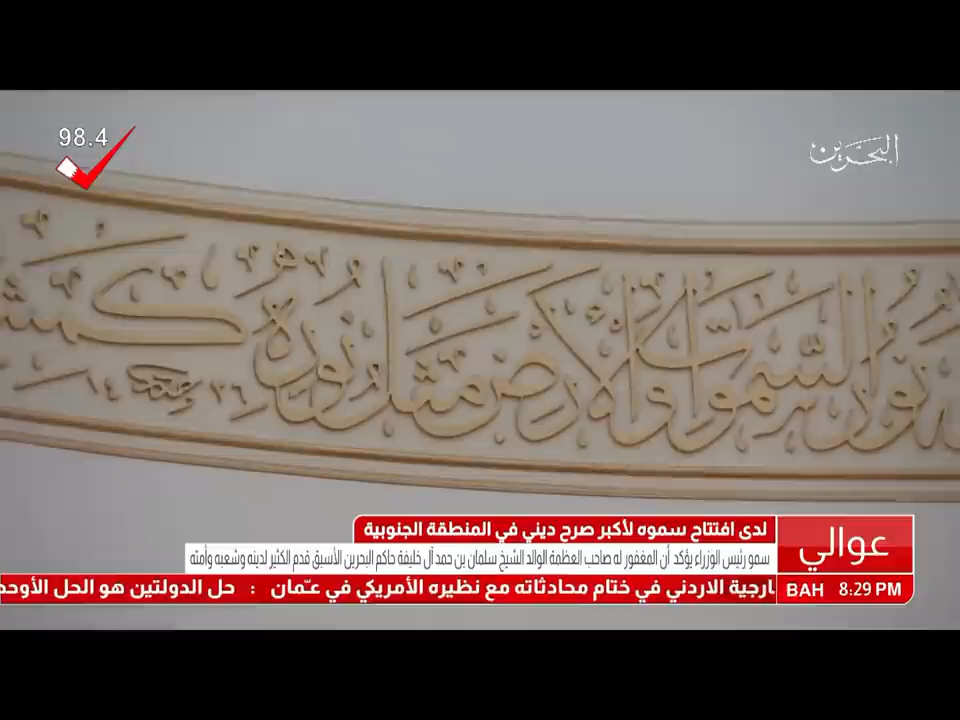 98.4
البحرين
نور السموات والأرض مثل نوره
لدى افتتاح سموه لأكبر صرح ديني في المنطقة الجنوبية
عوالي
سمو رئيس الوزراء يؤكد أن المغفور له صاحب العظمة الوالد الشيخ سلمان بن حمد آل خليفة حاكم البحرين الأسبق قدم الكثير لدينه وشعبه وأمته
BAH 8:29 PM
ارجية الاردني في ختام محادثاته مع نظيره الأمريكي في عمّان : حل الدولتين هو الحل الأوحد